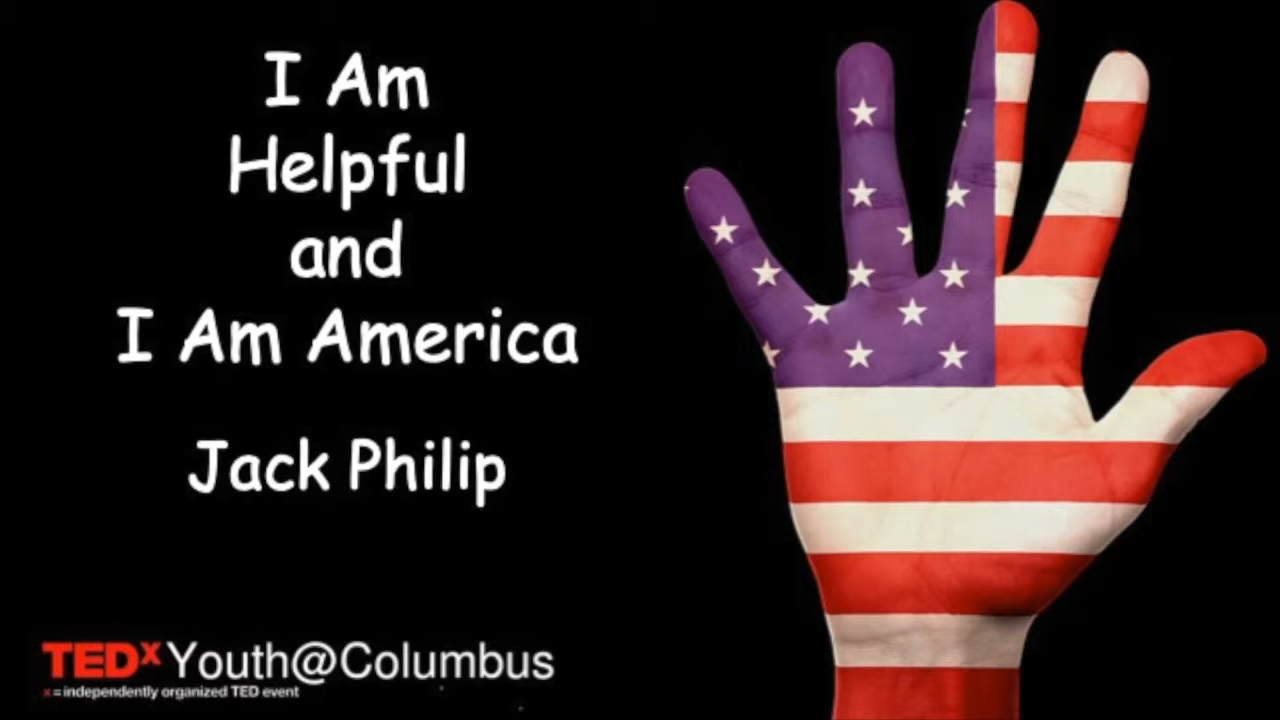 I Am
Helpful
and
I Am America
Jack Philip
TEDx Youth@Columbus
x = independently organized TED event